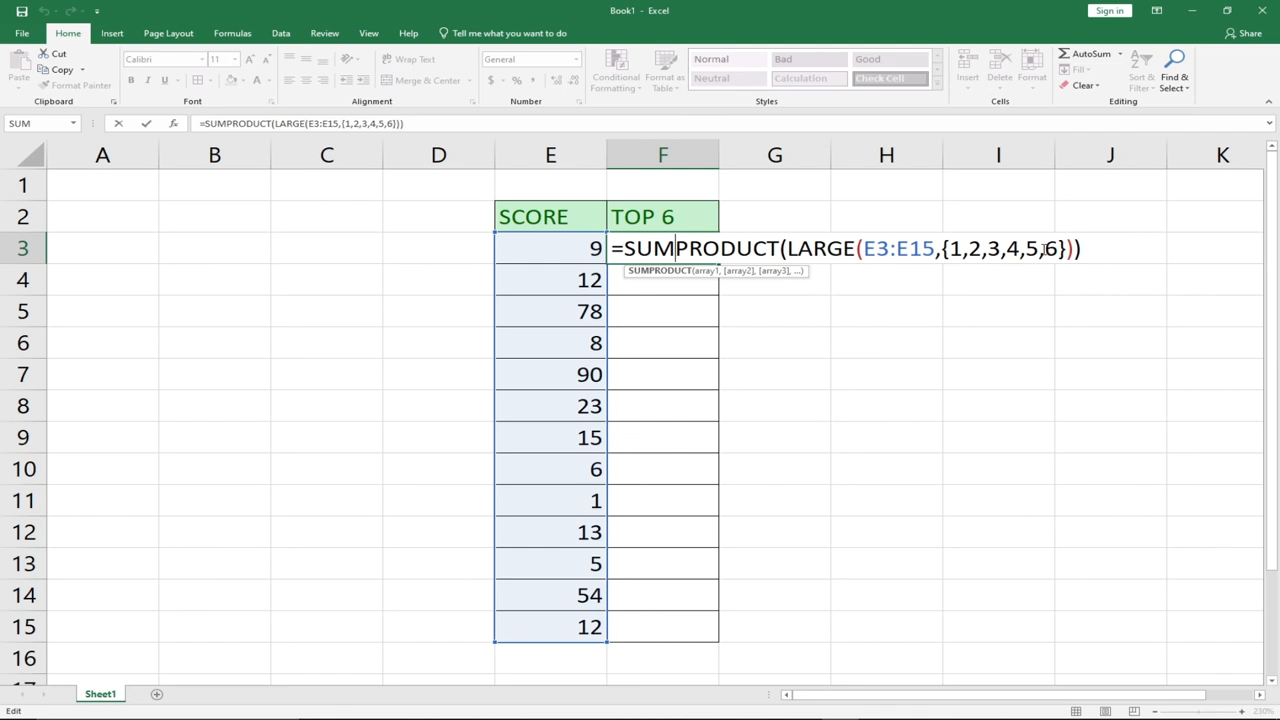 Book1 - Excel
Sign in
File Home Insert Page Layout Formulas Data Review View Help Tell me what you want to do Share
Paste
Cut
Copy
Format Painter
Clipboard
Calibri 11
B I U
Font
Wrap Text
Merge & Center
Alignment
General
$ % ,
Number
Conditional Formatting
Format as Table
Normal Bad Good
Neutral Calculation Check Cell
Styles
Insert Delete Format
Cells
AutoSum
Fill
Clear
Sort & Filter
Find & Select
Editing
SUM =SUMPRODUCT(LARGE(E3:E15,{1,2,3,4,5,6}))
A B C D E F G H I J K
1
2 SCORE TOP 6
3 9 =SUMPRODUCT(LARGE(E3:E15,{1,2,3,4,5,6}))
SUMPRODUCT(array1, [array2], [array3], ...)
4 12
5 78
6 8
7 90
8 23
9 15
10 6
11 1
12 13
13 5
14 54
15 12
16
17
Sheet1
Edit 230%